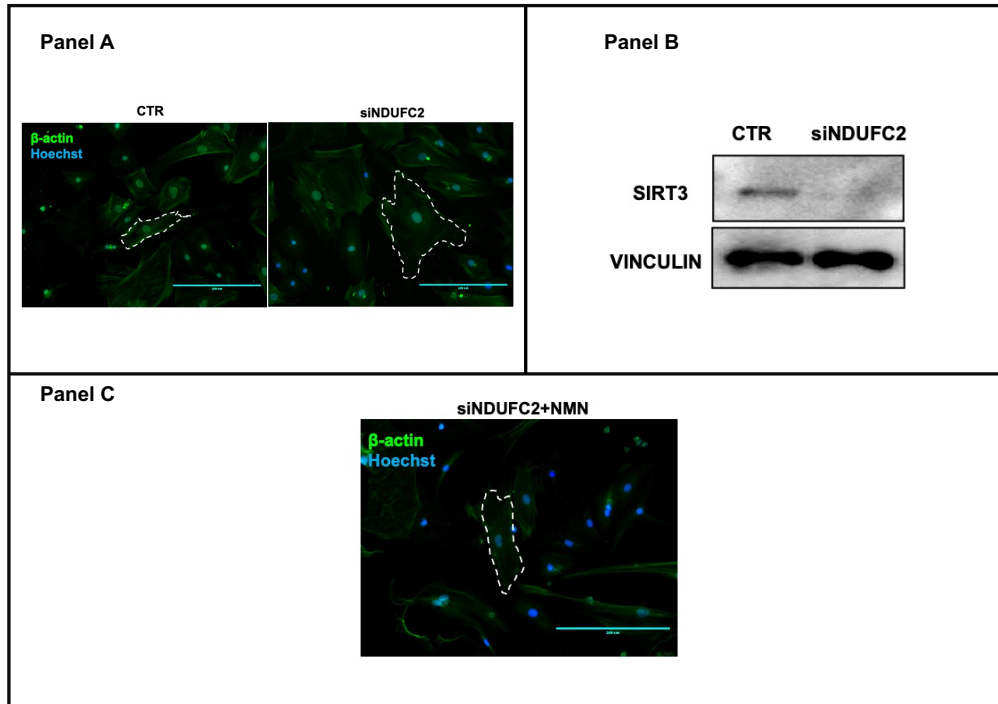 Panel A
CTR
siNDUFC2
β-actin
Hoechst
Panel B
CTR siNDUFC2
SIRT3
VINCULIN
Panel C
siNDUFC2+NMN
β-actin
Hoechst